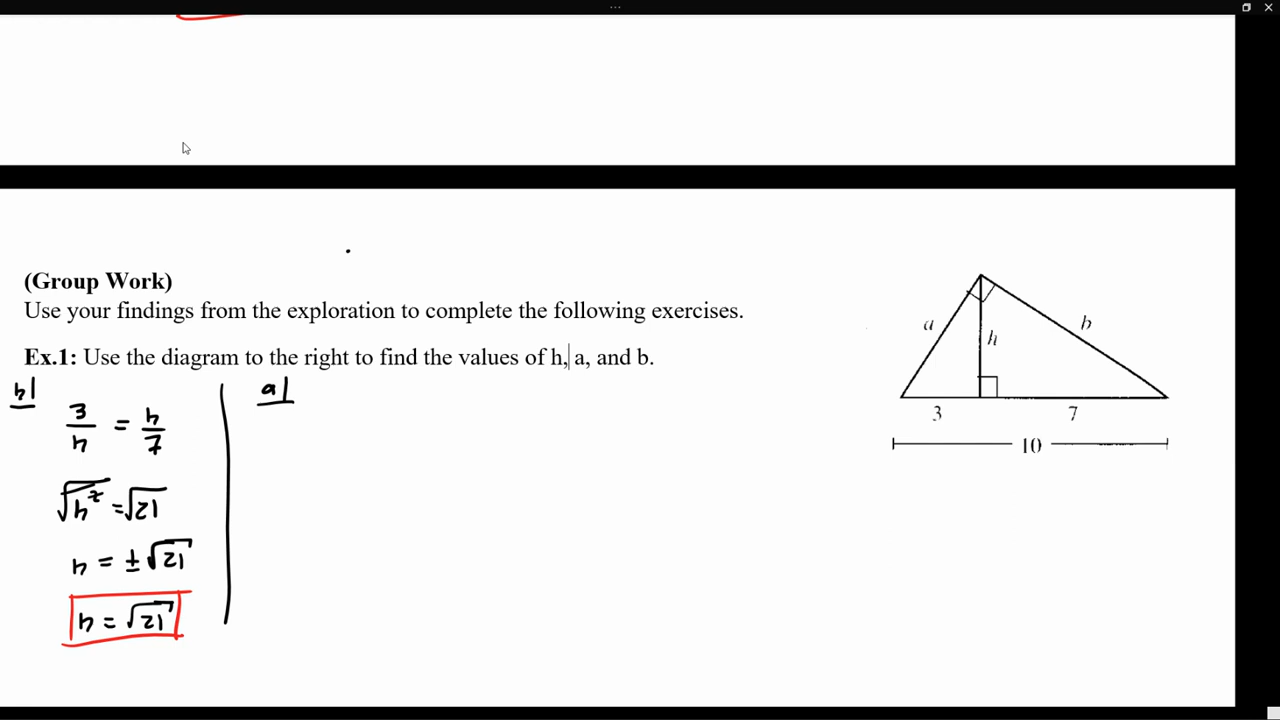 (Group Work)
Use your findings from the exploration to complete the following exercises.
Ex.1: Use the diagram to the right to find the values of h, a, and b.
h|
3/h = h/7
√h² = √21
h = ± √21
h = √21
a|
a
h
b
3
7
10